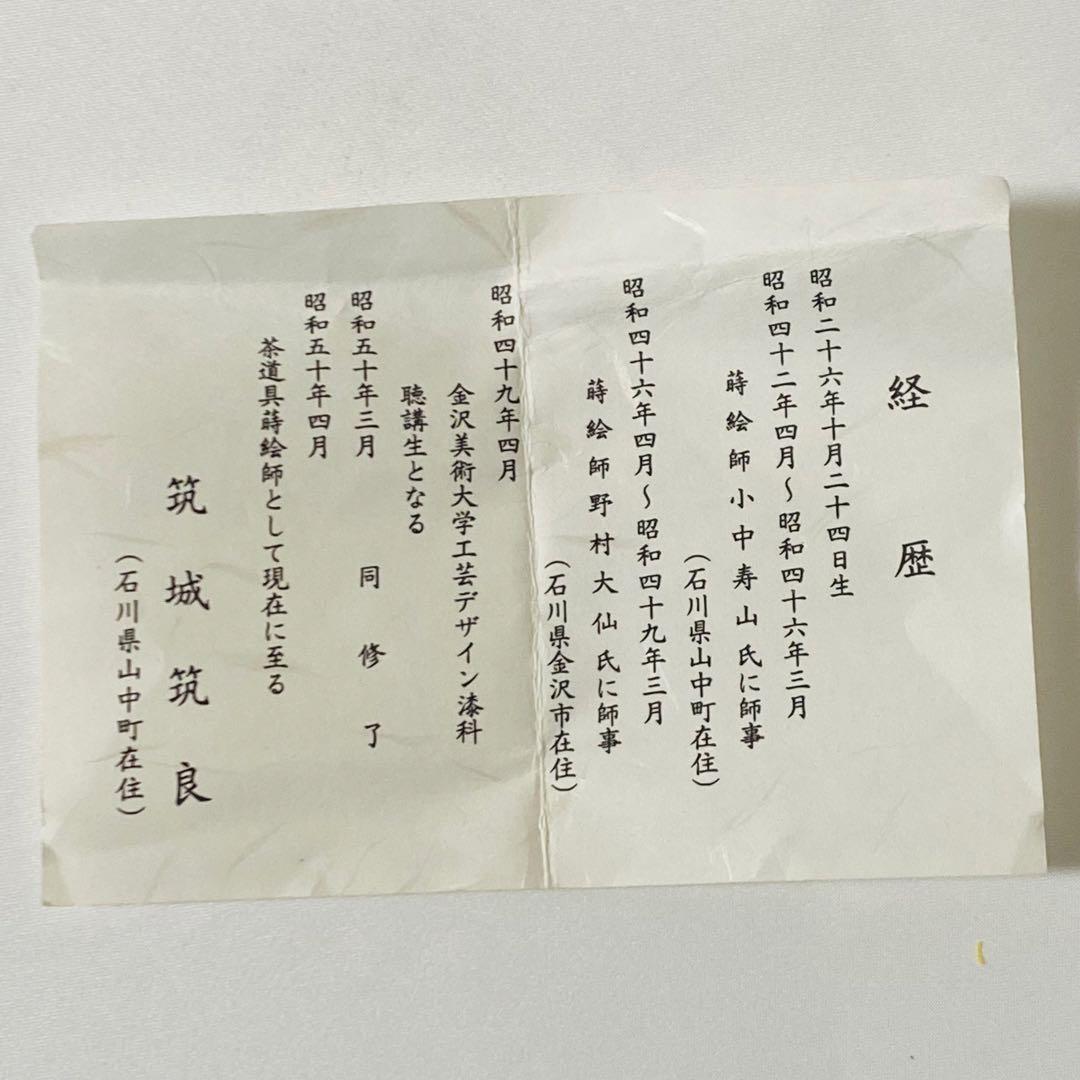 経歴
昭和二十六年十月二十四日生
昭和四十二年四月〜昭和四十六年三月
蒔絵師小中寿山氏に師事
(石川県山中町在住)
昭和四十六年四月〜昭和四十九年三月
蒔絵師野村大仙氏に師事
(石川県金沢市在住)
昭和四十九年四月
金沢美術大学工芸デザイン漆科
聴講生となる
昭和五十年三月 同修了
昭和五十年四月
茶道具蒔絵師として現在に至る
筑城筑良
(石川県山中町在住)